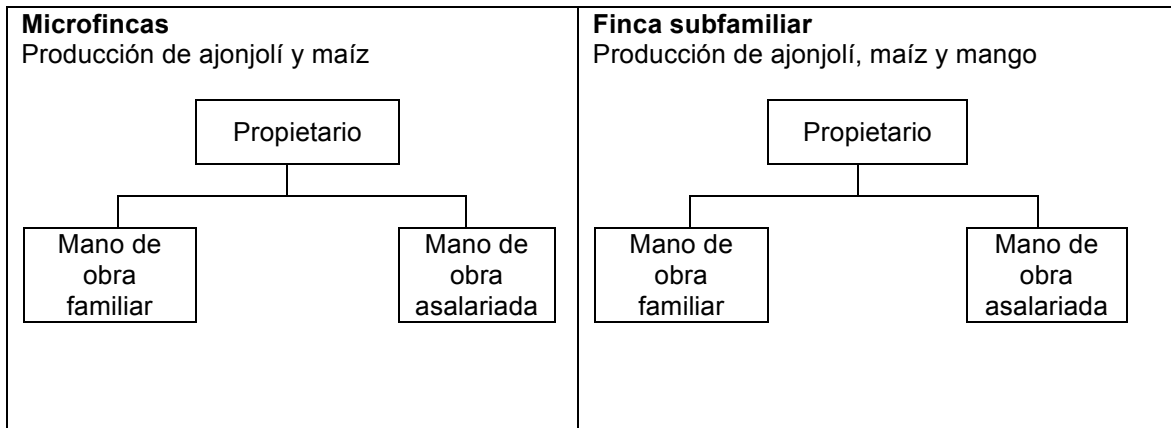 Microfincas
Producción de ajonjolí y maíz
Propietario
Mano de
obra
familiar
Mano de
obra
asalariada
Finca subfamiliar
Producción de ajonjolí, maíz y mango
Propietario
Mano de
obra
familiar
Mano de
obra
asalariada